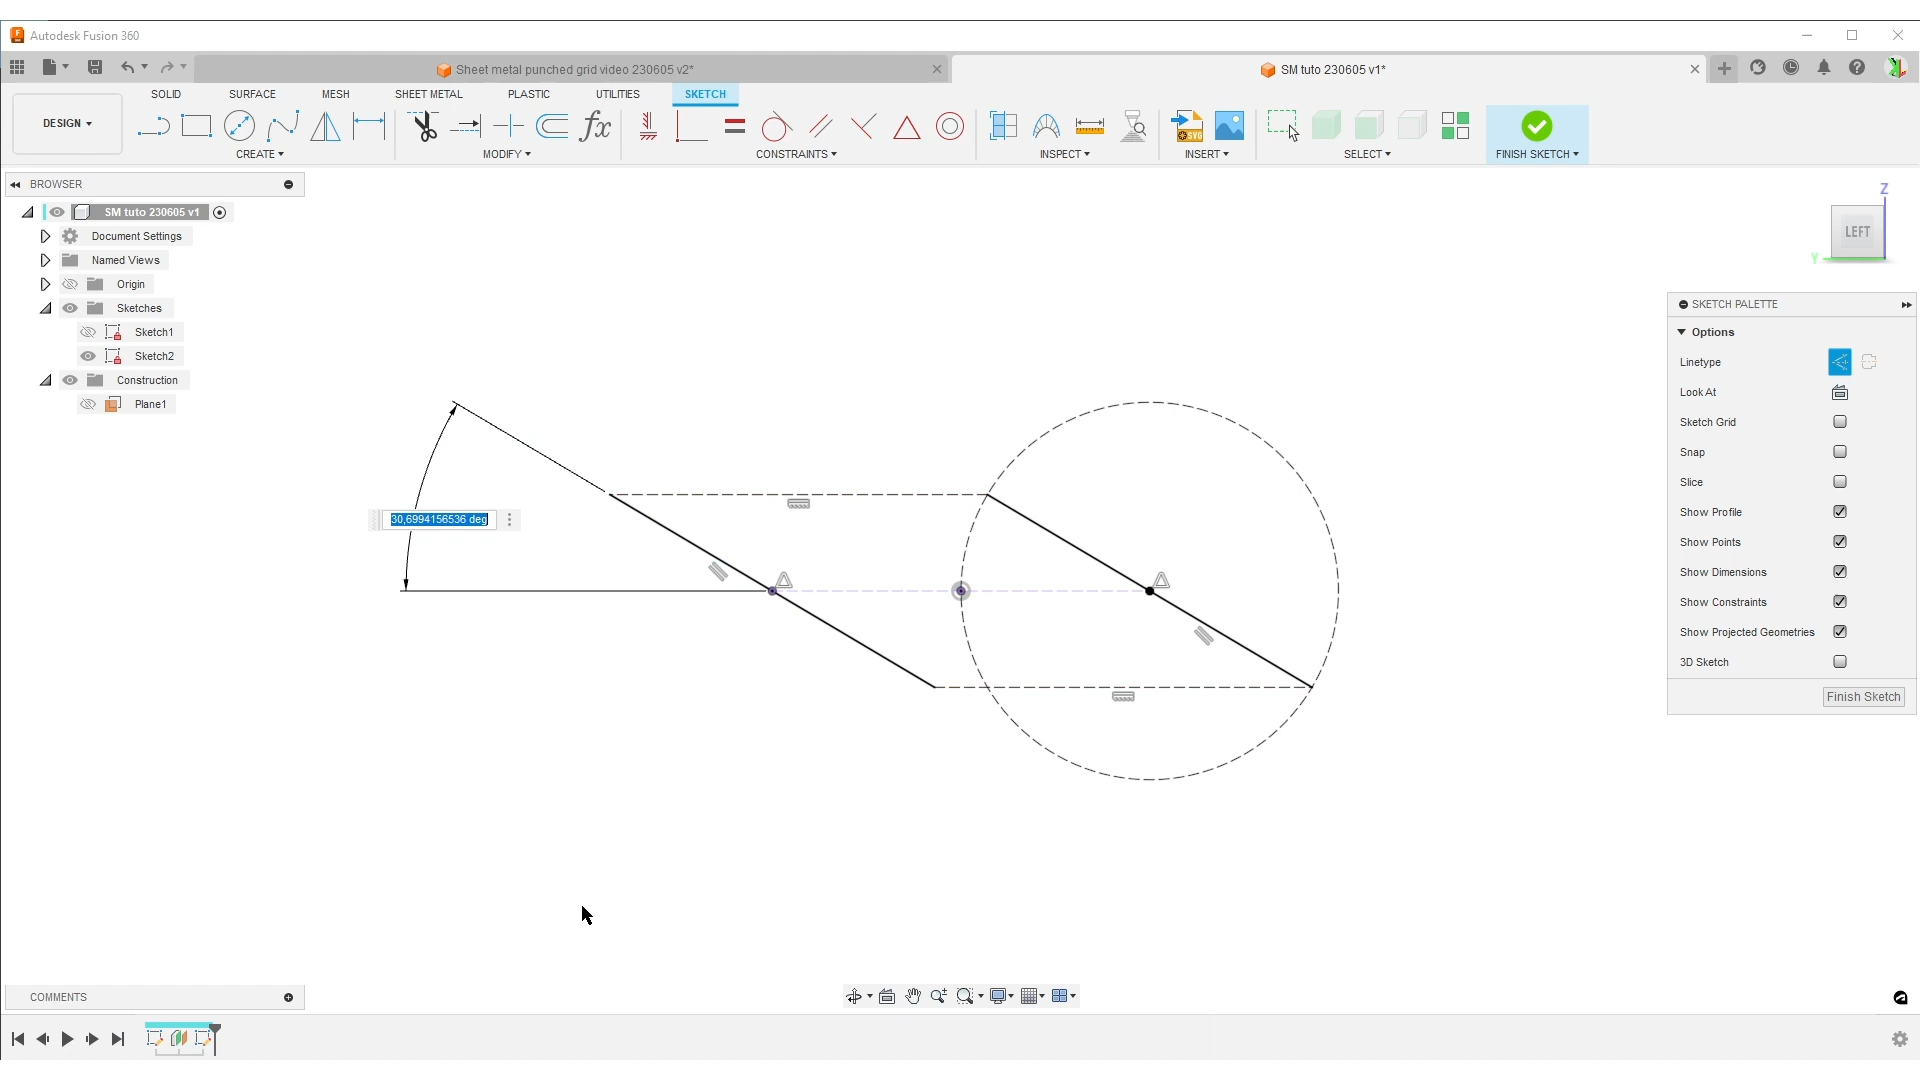 Autodesk Fusion 360
Sheet metal punched grid video 230605 v2*
SM tuto 230605 v1*
SOLID SURFACE MESH SHEET METAL PLASTIC UTILITIES SKETCH
DESIGN
CREATE MODIFY CONSTRAINTS INSPECT INSERT SELECT FINISH SKETCH
fx
SVG
BROWSER
SM tuto 230605 v1
Document Settings
Named Views
Origin
Sketches
Sketch1
Sketch2
Construction
Plane1
Z
LEFT
Y
SKETCH PALETTE
Options
Linetype
Look At
Sketch Grid
Snap
Slice
Show Profile
Show Points
Show Dimensions
Show Constraints
Show Projected Geometries
3D Sketch
Finish Sketch
30,6994156536 deg
COMMENTS